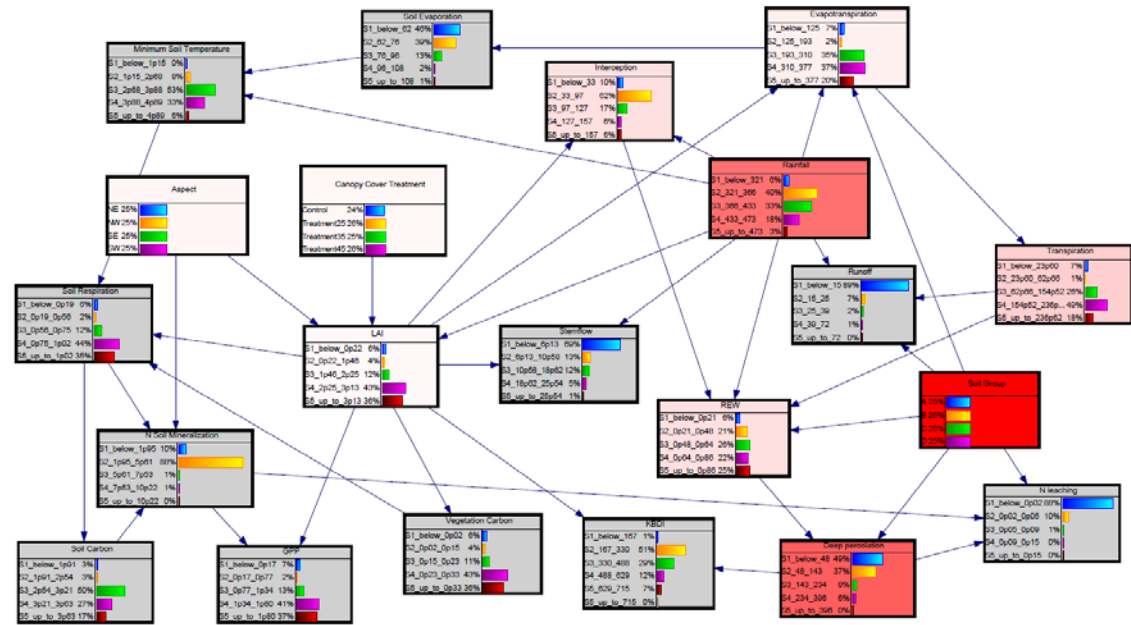 Soil Evaporation
S1_below_62 46%
S2_62_76 39%
S3_76_96 13%
S4_96_108 2%
S5_up_to_108 1%
Evapotranspiration
S1_below_125 7%
S2_125_193 2%
S3_193_310 35%
S4_310_377 37%
S5_up_to_377 20%
Minimum Soil Temperature
S1_below_1p15 0%
S3_2p68_3p88 53%
S4_3p88_4p89 33%
S5_up_to_4p89 6%
Interception
S1_below_33 10%
S2_33_97 62%
S3_97_127 17%
S4_127_157 6%
S5_up_to_157 6%
Rainfall
S1_below_321 6%
S2_321_366 40%
S3_366_433 33%
S4_433_473 18%
S5_up_to_473 3%
Aspect
NE 25%
NW 25%
SE 25%
SW 25%
Canopy Cover Treatment
Control 24%
Treatment25 26%
Treatment35 25%
Treatment45 26%
Transpiration
S1_below_23p60 7%
S2_23p60_62p66 1%
S3_62p66_154p52 26%
S4_154p52_236p... 49%
S5_up_to_236p52 18%
Runoff
S1_below_15 89%
S2_15_25 7%
S3_25_39 2%
S4_39_72 1%
S5_up_to_72 0%
Soil Respiration
S1_below_0p19 6%
S2_0p19_0p56 2%
S3_0p56_0p75 12%
S4_0p75_1p02 44%
S5_up_to_1p02 36%
LAI
S1_below_0p22 6%
S2_0p22_1p46 4%
S3_1p46_2p25 12%
S4_2p25_3p13 43%
S5_up_to_3p13 36%
Stemflow
S1_below_6p13 69%
S2_6p13_10p58 13%
S3_10p58_18p62 12%
S4_18p62_25p54 5%
S5_up_to_25p54 1%
Soil Group
A 25%
B 25%
25%
D 25%
REW
S1_below_0p21 6%
S2_0p21_0p48 21%
S3_0p48_0p64 26%
S4_0p64_0p86 22%
S5_up_to_0p86 25%
N Soil Mineralization
S1_below_1p95 10%
S2_1p95_5p61 88%
S3_5p61_7p53 1%
S4_7p53_10p22 1%
S5_up_to_10p22 0%
N leaching
S1_below_0p02 88%
S2_0p02_0p05 10%
S3_0p05_0p09 1%
S4_0p09_0p15 0%
S5_up_to_0p15 0%
Vegetation Carbon
S1_below_0p02 6%
S2_0p02_0p15 4%
S3_0p15_0p23 11%
S4_0p23_0p33 43%
S5_up_to_0p33 36%
KBDI
S1_below_167 1%
S2_167_330 51%
S3_330_488 29%
S4_488_629 12%
S5_629_715 7%
S6_up_to_715 0%
Deep percolation
S1_below_48 49%
S2_48_143 37%
S3_143_234
S4_234_396 6%
S5_up_to_396 0%
Soil Carbon
S1_below_1p91 3%
S2_1p91_2p54 3%
S3_2p54_3p21 50%
S4_3p21_3p63 27%
S5_up_to_3p63 17%
GPP
S1_below_0p17 7%
S2_0p17_0p77 2%
S3_0p77_1p34 13%
S4_1p34_1p80 41%
S5_up_to_1p80 37%